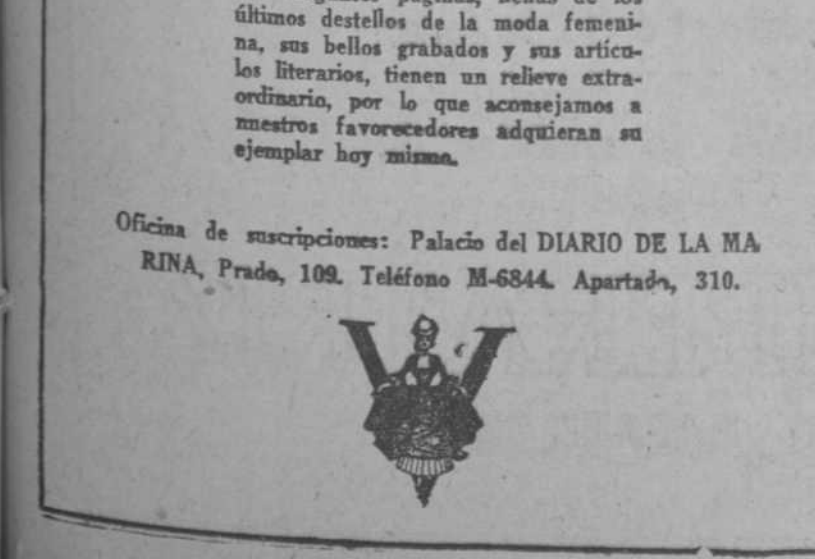 últimos destellos de la moda femeni-
na, sus bellos grabados y sus artícu-
los literarios, tienen un relieve extra-
ordinario, por lo que aconsejamos a
nuestros favorecedores adquieran su
ejemplar hoy mismo.
Oficina de suscripciones: Palacio del DIARIO DE LA MA
RINA, Prado, 109. Teléfono M-6844. Apartado, 310.
V